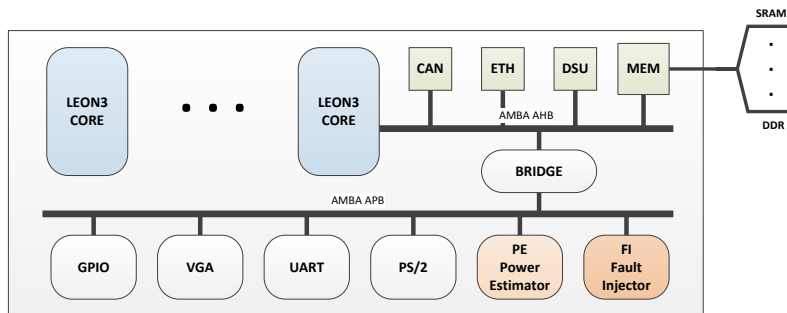 SRAM
CAN
ETH
DSU
MEM
LEON3
CORE
LEON3
CORE
DDR
AMBA AHB
BRIDGE
AMBA APB
GPIO
VGA
UART
PS/2
PE
Power
Estimator
FI
Fault
Injector